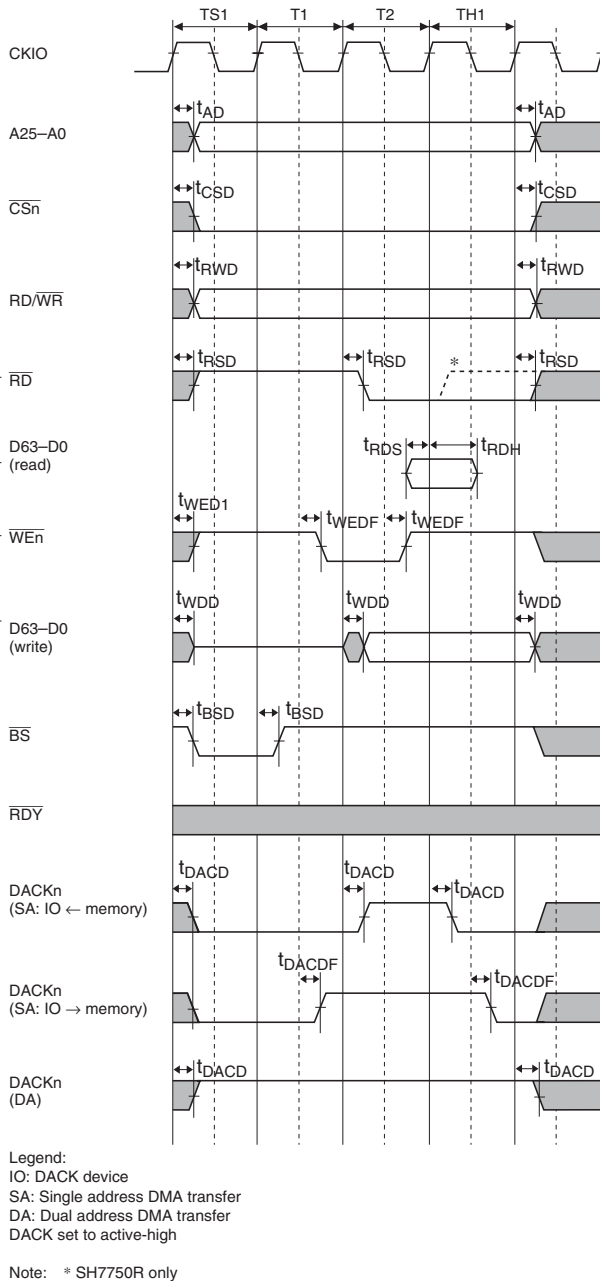 TS1 T1 T2 TH1
CKIO
tAD tAD
A25–A0
tCSD tCSD
CSn
tRWD tRWD
RD/WR
tRSD tRSD * tRSD
RD
D63–D0
(read)
tRDS tRDH
tWED1 tWEDF tWEDF
WEn
tWDD tWDD tWDD
D63–D0
(write)
tBSD tBSD
BS
RDY
tDACD tDACD tDACD
DACKn
(SA: IO ← memory)
tDACDF tDACDF
DACKn
(SA: IO → memory)
tDACD tDACD
DACKn
(DA)
Legend:
IO: DACK device
SA: Single address DMA transfer
DA: Dual address DMA transfer
DACK set to active-high
Note: * SH7750R only